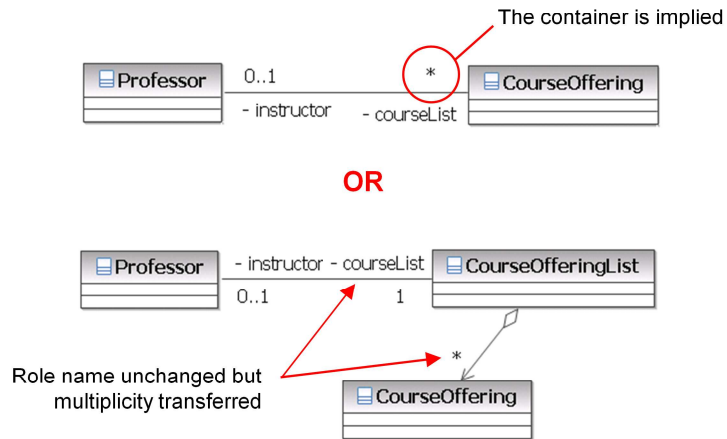 The container is implied
Professor
0..1
*
CourseOffering
- instructor
- courseList
OR
Professor
- instructor - courseList
CourseOfferingList
0..1
1
*
Role name unchanged but
multiplicity transferred
CourseOffering